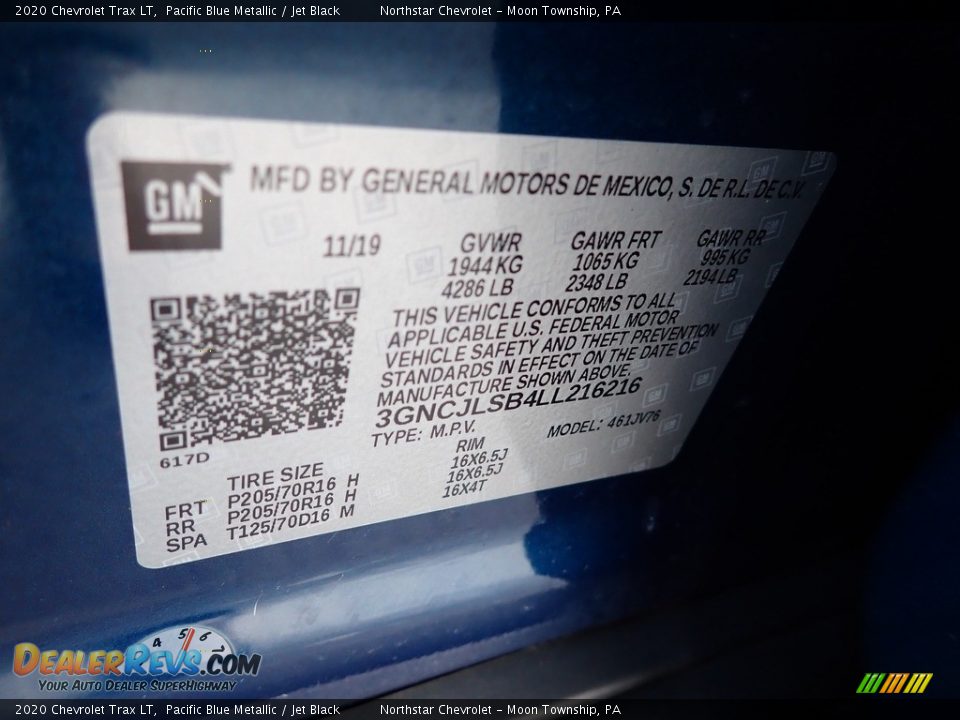 2020 Chevrolet Trax LT, Pacific Blue Metallic / Jet Black Northstar Chevrolet - Moon Township, PA
GM
MFD BY GENERAL MOTORS DE MEXICO, S. DE R.L. DE C.V.
11/19 GVWR GAWR FRT GAWR RR
1944 KG 1065 KG 995 KG
4286 LB 2348 LB 2194 LB
THIS VEHICLE CONFORMS TO ALL
APPLICABLE U.S. FEDERAL MOTOR
VEHICLE SAFETY AND THEFT PREVENTION
STANDARDS IN EFFECT ON THE DATE OF
MANUFACTURE SHOWN ABOVE.
3GNCJLSB4LL216216
TYPE: M.P.V. MODEL: 461JV76
617D
TIRE SIZE RIM
FRT P205/70R16 H 16X6.5J
RR P205/70R16 H 16X6.5J
SPA T125/70D16 M 16X4T
4 5 6
DEALERREVS.COM
YOUR AUTO DEALER SUPERHIGHWAY
2020 Chevrolet Trax LT, Pacific Blue Metallic / Jet Black Northstar Chevrolet - Moon Township, PA